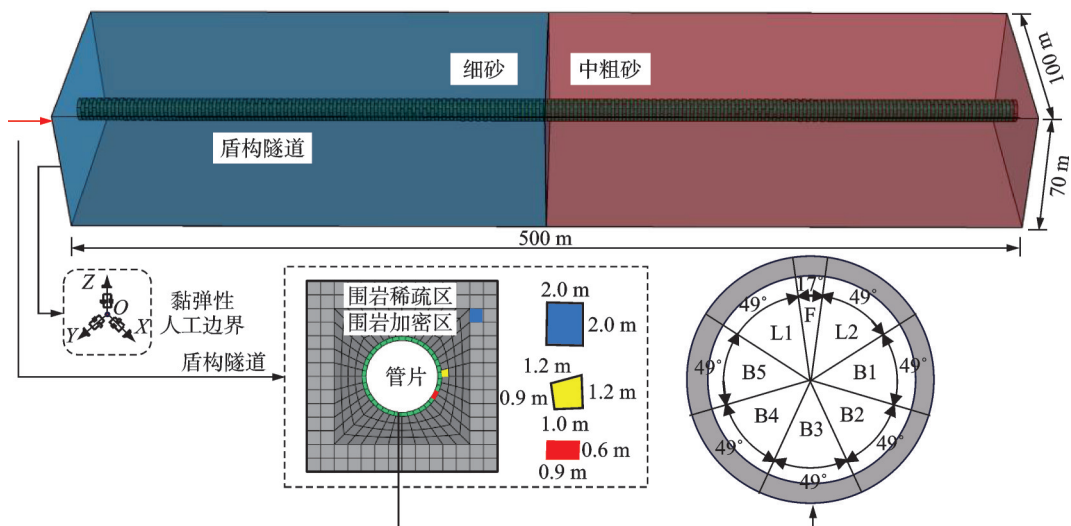 细砂
中粗砂
100 m
盾构隧道
70 m
500 m
Z
O
Y
X
黏弹性
人工边界
盾构隧道
围岩稀疏区
围岩加密区
管片
2.0 m
2.0 m
1.2 m
0.9 m
1.2 m
1.0 m
0.6 m
0.9 m
17°
49°
49°
F
L1
L2
49°
B5
B1
49°
B4
B2
B3
49°
49°
49°